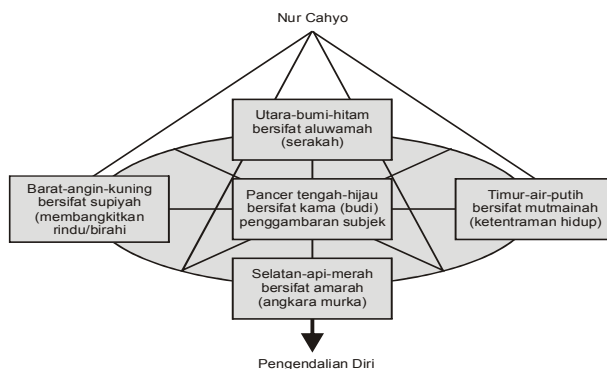 Nur Cahyo
Utara-bumi-hitam
bersifat aluwamah
(serakah)
Barat-angin-kuning
bersifat supiyah
(membangkitkan
rindu/birahi
Pancer tengah-hijau
bersifat kama (budi)
penggambaran subjek
Timur-air-putih
bersifat mutmainah
(ketentraman hidup)
Selatan-api-merah
bersifat amarah
(angkara murka)
Pengendalian Diri